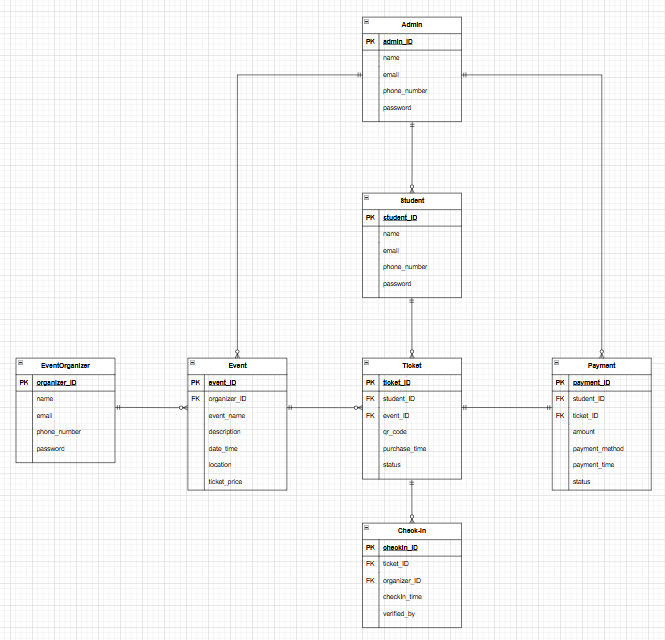 Admin
PK admin_ID
name
email
phone_number
password
Student
PK student_ID
name
email
phone_number
password
EventOrganizer
PK organizer_ID
name
email
phone_number
password
Event
PK event_ID
FK organizer_ID
event_name
description
date_time
location
ticket_price
Ticket
PK ticket_ID
FK student_ID
FK event_ID
qr_code
purchase_time
status
Payment
PK payment_ID
FK student_ID
FK ticket_ID
amount
payment_method
payment_time
status
Check-in
PK checkin_ID
FK ticket_ID
FK organizer_ID
checkin_time
verified_by